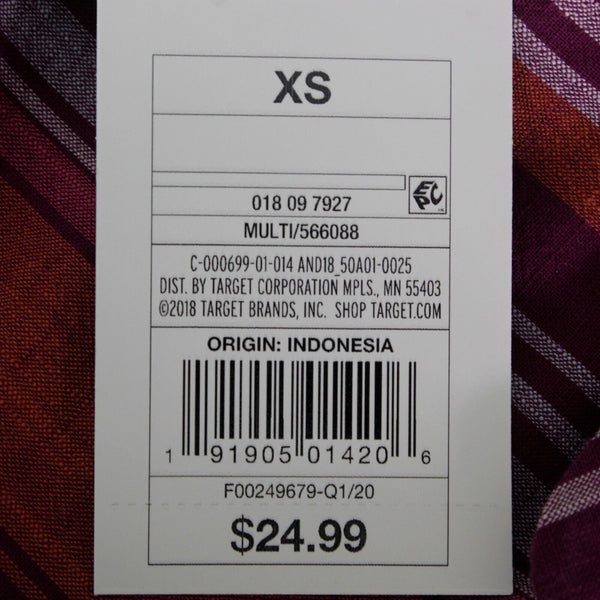 XS
EPC
018 09 7927
MULTI/566088
C-000699-01-014 AND18_50A01-0025
DIST. BY TARGET CORPORATION MPLS., MN 55403
©2018 TARGET BRANDS, INC. SHOP TARGET.COM
ORIGIN: INDONESIA
1 91905 01420 6
F00249679-Q1/20
$24.99